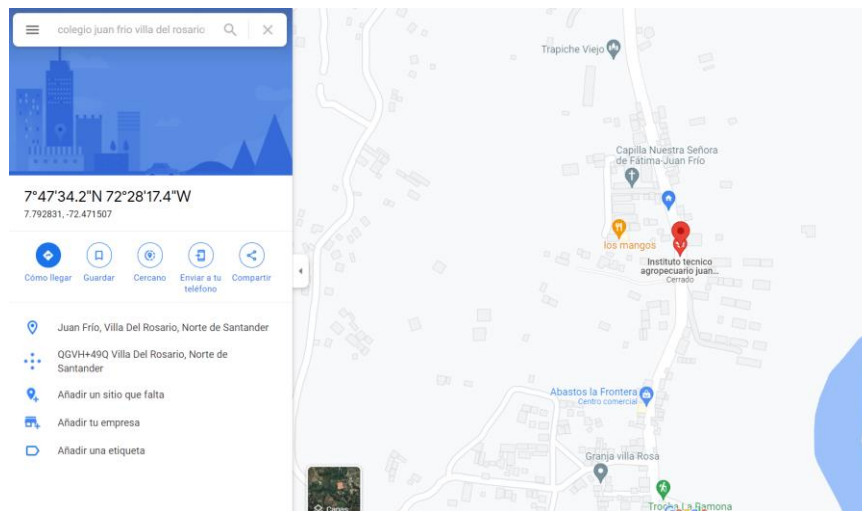 colegio juan frio villa del rosario
7°47'34.2"N 72°28'17.4"W
7.792831, -72.471507
Cómo llegar
Guardar
Cercano
Enviar a tu
teléfono
Compartir
Juan Frío, Villa Del Rosario, Norte de Santander
QGVH+49Q Villa Del Rosario, Norte de
Santander
Añadir un sitio que falta
Añadir tu empresa
Añadir una etiqueta
Trapiche Viejo
Capilla Nuestra Señora
de Fátima-Juan Frío
los mangos
Instituto tecnico
agropecuario juan...
Cerrado
Abastos la Frontera
Centro comercial
Granja villa Rosa
Trocha La Ramona
Capas